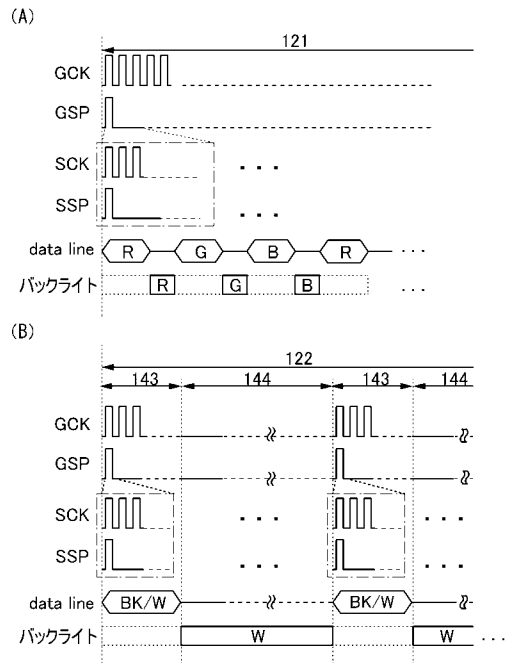 (A)
121
GCK
GSP
SCK
. . .
SSP
. . .
data line R G B R . . .
バックライト R G B . . .
(B)
122
143 144 143 144
GCK
GSP
SCK
. . . . . .
SSP
. . . . . .
data line BK/W BK/W
バックライト W W . . .